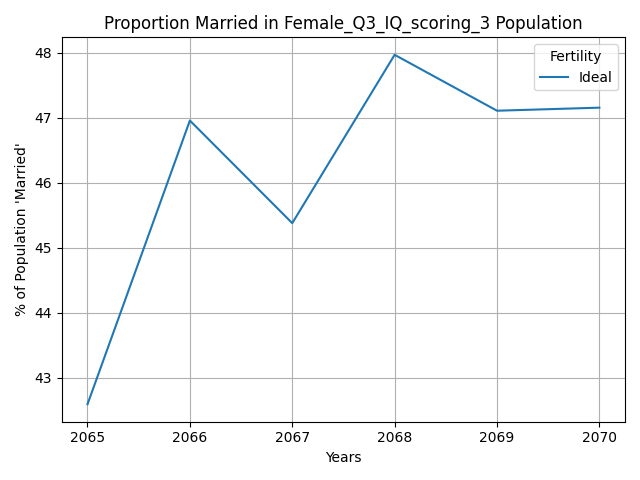 Proportion Married in Female_Q3_IQ_scoring_3 Population
% of Population 'Married'
48
47
46
45
44
43
Fertility
Ideal
2065 2066 2067 2068 2069 2070
Years